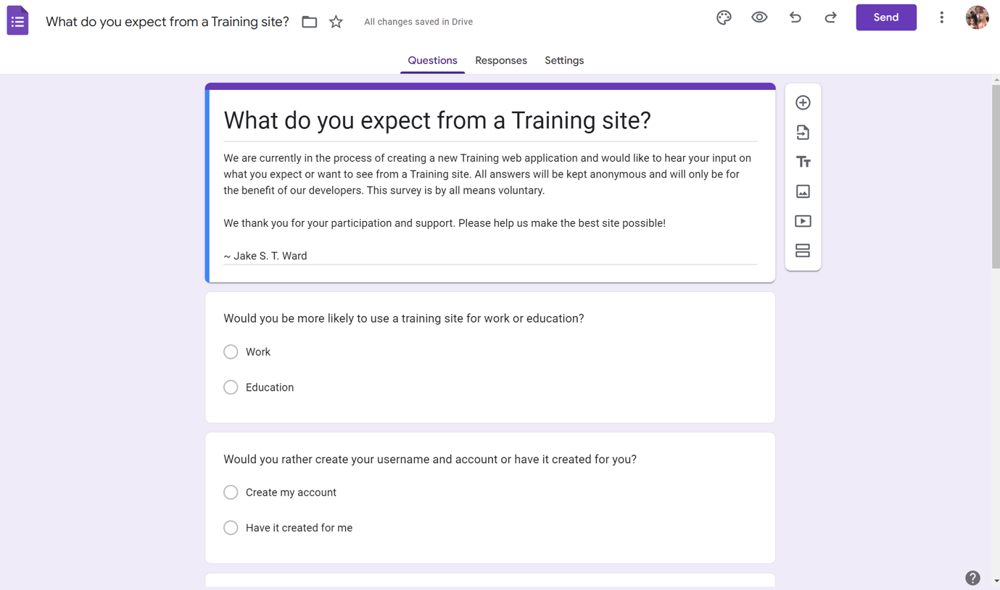 What do you expect from a Training site?
All changes saved in Drive
Send
Questions
Responses
Settings
What do you expect from a Training site?
We are currently in the process of creating a new Training web application and would like to hear your input on
what you expect or want to see from a Training site. All answers will be kept anonymous and will only be for
the benefit of our developers. This survey is by all means voluntary.
We thank you for your participation and support. Please help us make the best site possible!
~ Jake S. T. Ward
Would you be more likely to use a training site for work or education?
Work
Education
Would you rather create your username and account or have it created for you?
Create my account
Have it created for me